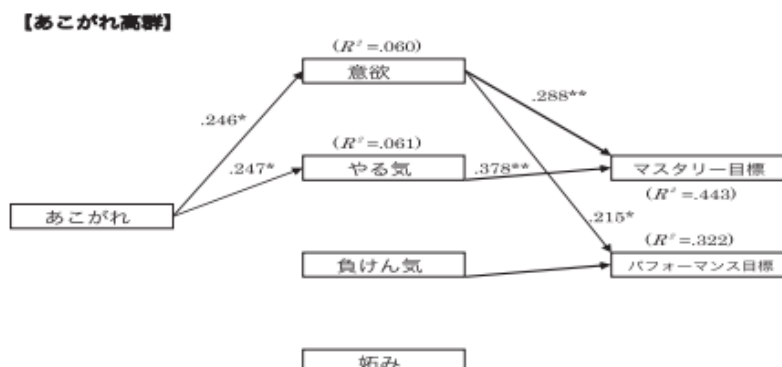 【あこがれ高群】
(R²=.060)
意欲
.288**
.246*
(R²=.061)
.247*
やる気
.378**
マスタリー目標
(R²=.443)
あこがれ
.215*
(R²=.322)
負けん気
パフォーマンス目標
妬み